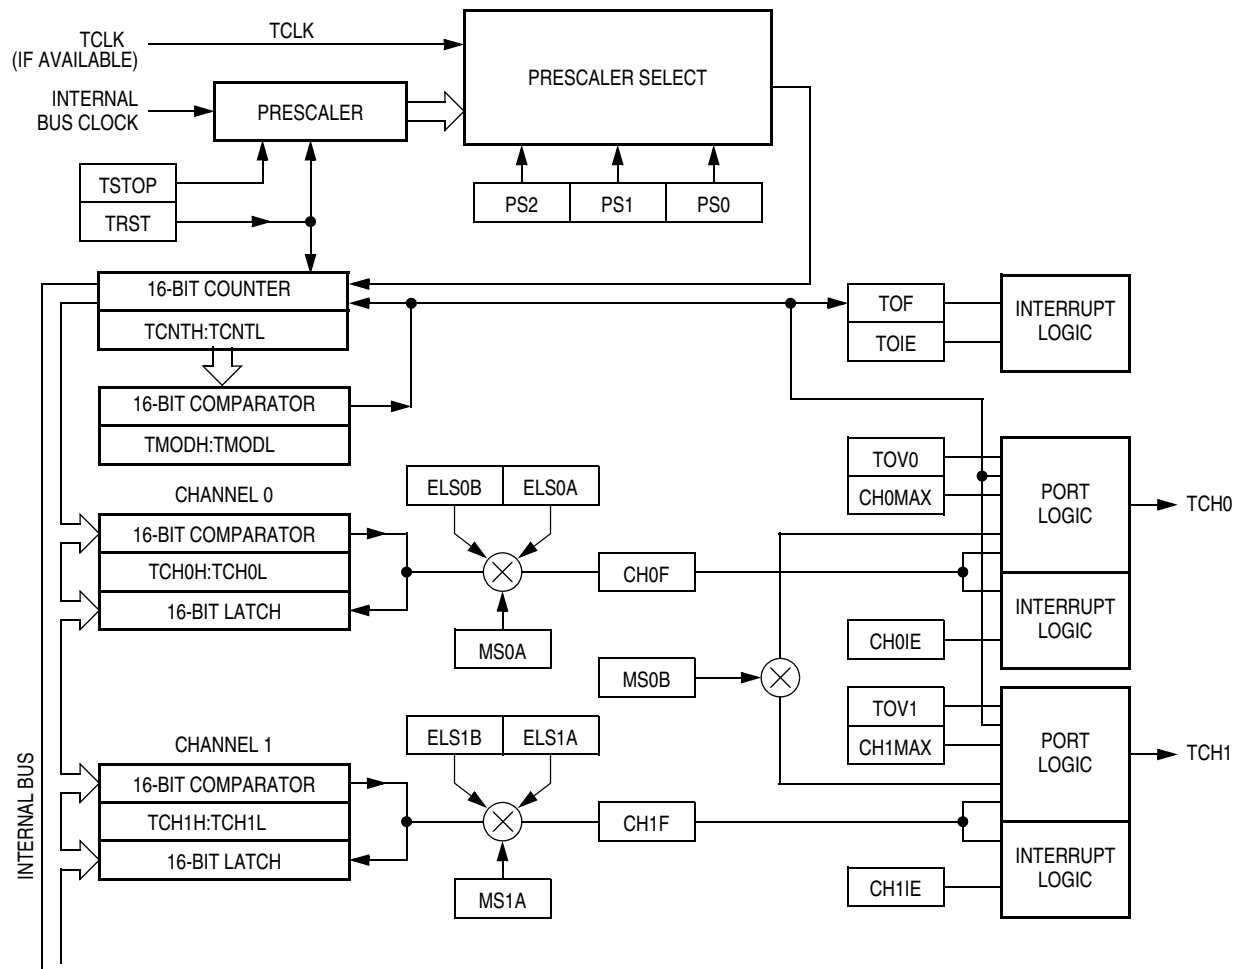 TCLK
(IF AVAILABLE)
TCLK
PRESCALER SELECT
INTERNAL
BUS CLOCK
PRESCALER
TSTOP
TRST
PS2
PS1
PS0
16-BIT COUNTER
TCNTH:TCNTL
TOF
TOIE
INTERRUPT
LOGIC
16-BIT COMPARATOR
TMODH:TMODL
CHANNEL 0
16-BIT COMPARATOR
TCH0H:TCH0L
16-BIT LATCH
ELS0B
ELS0A
MS0A
CH0F
TOV0
CH0MAX
PORT
LOGIC
TCH0
INTERRUPT
LOGIC
CH0IE
MS0B
CHANNEL 1
16-BIT COMPARATOR
TCH1H:TCH1L
16-BIT LATCH
ELS1B
ELS1A
MS1A
CH1F
TOV1
CH1MAX
PORT
LOGIC
TCH1
INTERRUPT
LOGIC
CH1IE
INTERNAL BUS